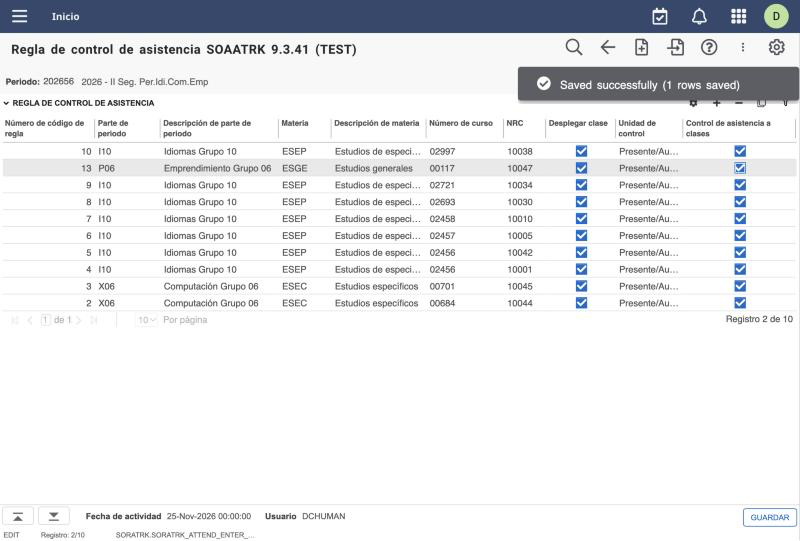 Inicio
D
Regla de control de asistencia SOAATRK 9.3.41 (TEST)
Periodo: 202656 2026 - II Seg. Per.Idi.Com.Emp
Saved successfully (1 rows saved)
REGLA DE CONTROL DE ASISTENCIA
Número de código de regla Parte de periodo Descripción de parte de periodo Materia Descripción de materia Número de curso NRC Desplegar clase Unidad de control Control de asistencia a clases
10 I10 Idiomas Grupo 10 ESEP Estudios de especi... 02997 10038 Presente/Au...
13 P06 Emprendimiento Grupo 06 ESGE Estudios generales 00117 10047 Presente/Au...
9 I10 Idiomas Grupo 10 ESEP Estudios de especi... 02721 10034 Presente/Au...
8 I10 Idiomas Grupo 10 ESEP Estudios de especi... 02693 10030 Presente/Au...
7 I10 Idiomas Grupo 10 ESEP Estudios de especi... 02458 10010 Presente/Au...
6 I10 Idiomas Grupo 10 ESEP Estudios de especi... 02457 10005 Presente/Au...
5 I10 Idiomas Grupo 10 ESEP Estudios de especi... 02456 10042 Presente/Au...
4 I10 Idiomas Grupo 10 ESEP Estudios de especi... 02456 10001 Presente/Au...
3 X06 Computación Grupo 06 ESEC Estudios específicos 00701 10045 Presente/Au...
2 X06 Computación Grupo 06 ESEC Estudios específicos 00684 10044 Presente/Au...
1 de 1 10 Por página Registro 2 de 10
Fecha de actividad 25-Nov-2026 00:00:00 Usuario DCHUMAN
GUARDAR
EDIT Registro: 2/10 SORATRK.SORATRK_ATTEND_ENTER_...